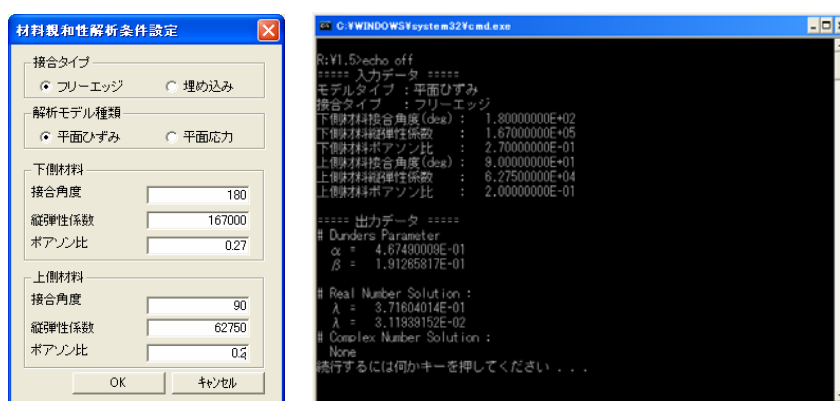 材料親和性解析条件設定
接合タイプ
フリーエッジ 埋め込み
解析モデル種類
平面ひずみ 平面応力
下側材料
接合角度 180
縦弾性係数 167000
ポアソン比 0.27
上側材料
接合角度 90
縦弾性係数 62750
ポアソン比 0.2
OK キャンセル
C:¥WINDOWS¥system32¥cmd.exe
R:¥1.5>echo off
===== 入力データ =====
モデルタイプ : 平面ひずみ
接合タイプ : フリーエッジ
下側材料接合角度(deg) : 1.80000000E+02
下側材料縦弾性係数 : 1.67000000E+05
下側材料ポアソン比 : 2.70000000E-01
上側材料接合角度(deg) : 9.00000000E+01
上側材料縦弾性係数 : 6.27500000E+04
上側材料ポアソン比 : 2.00000000E-01
===== 出力データ =====
# Dunders Parameter
α = 4.67490009E-01
β = 1.91265817E-01
# Real Number Solution :
λ = 3.71604014E-01
λ = 3.11939152E-02
# Complex Number Solution :
None
続行するには何かキーを押してください . . .